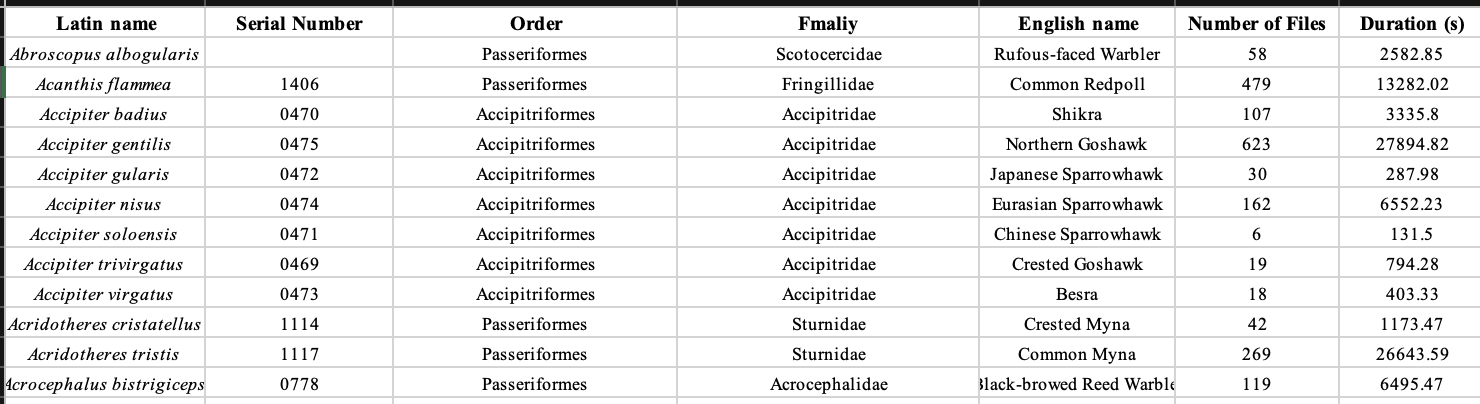 Latin name Serial Number Order Fmaliy English name Number of Files Duration (s)
Abroscopus albogularis Passeriformes Scotocercidae Rufous-faced Warbler 58 2582.85
Acanthis flammea 1406 Passeriformes Fringillidae Common Redpoll 479 13282.02
Accipiter badius 0470 Accipitriformes Accipitridae Shikra 107 3335.8
Accipiter gentilis 0475 Accipitriformes Accipitridae Northern Goshawk 623 27894.82
Accipiter gularis 0472 Accipitriformes Accipitridae Japanese Sparrowhawk 30 287.98
Accipiter nisus 0474 Accipitriformes Accipitridae Eurasian Sparrowhawk 162 6552.23
Accipiter soloensis 0471 Accipitriformes Accipitridae Chinese Sparrowhawk 6 131.5
Accipiter trivirgatus 0469 Accipitriformes Accipitridae Crested Goshawk 19 794.28
Accipiter virgatus 0473 Accipitriformes Accipitridae Besra 18 403.33
Acridotheres cristatellus 1114 Passeriformes Sturnidae Crested Myna 42 1173.47
Acridotheres tristis 1117 Passeriformes Sturnidae Common Myna 269 26643.59
Acrocephalus bistrigiceps 0778 Passeriformes Acrocephalidae Black-browed Reed Warble 119 6495.47